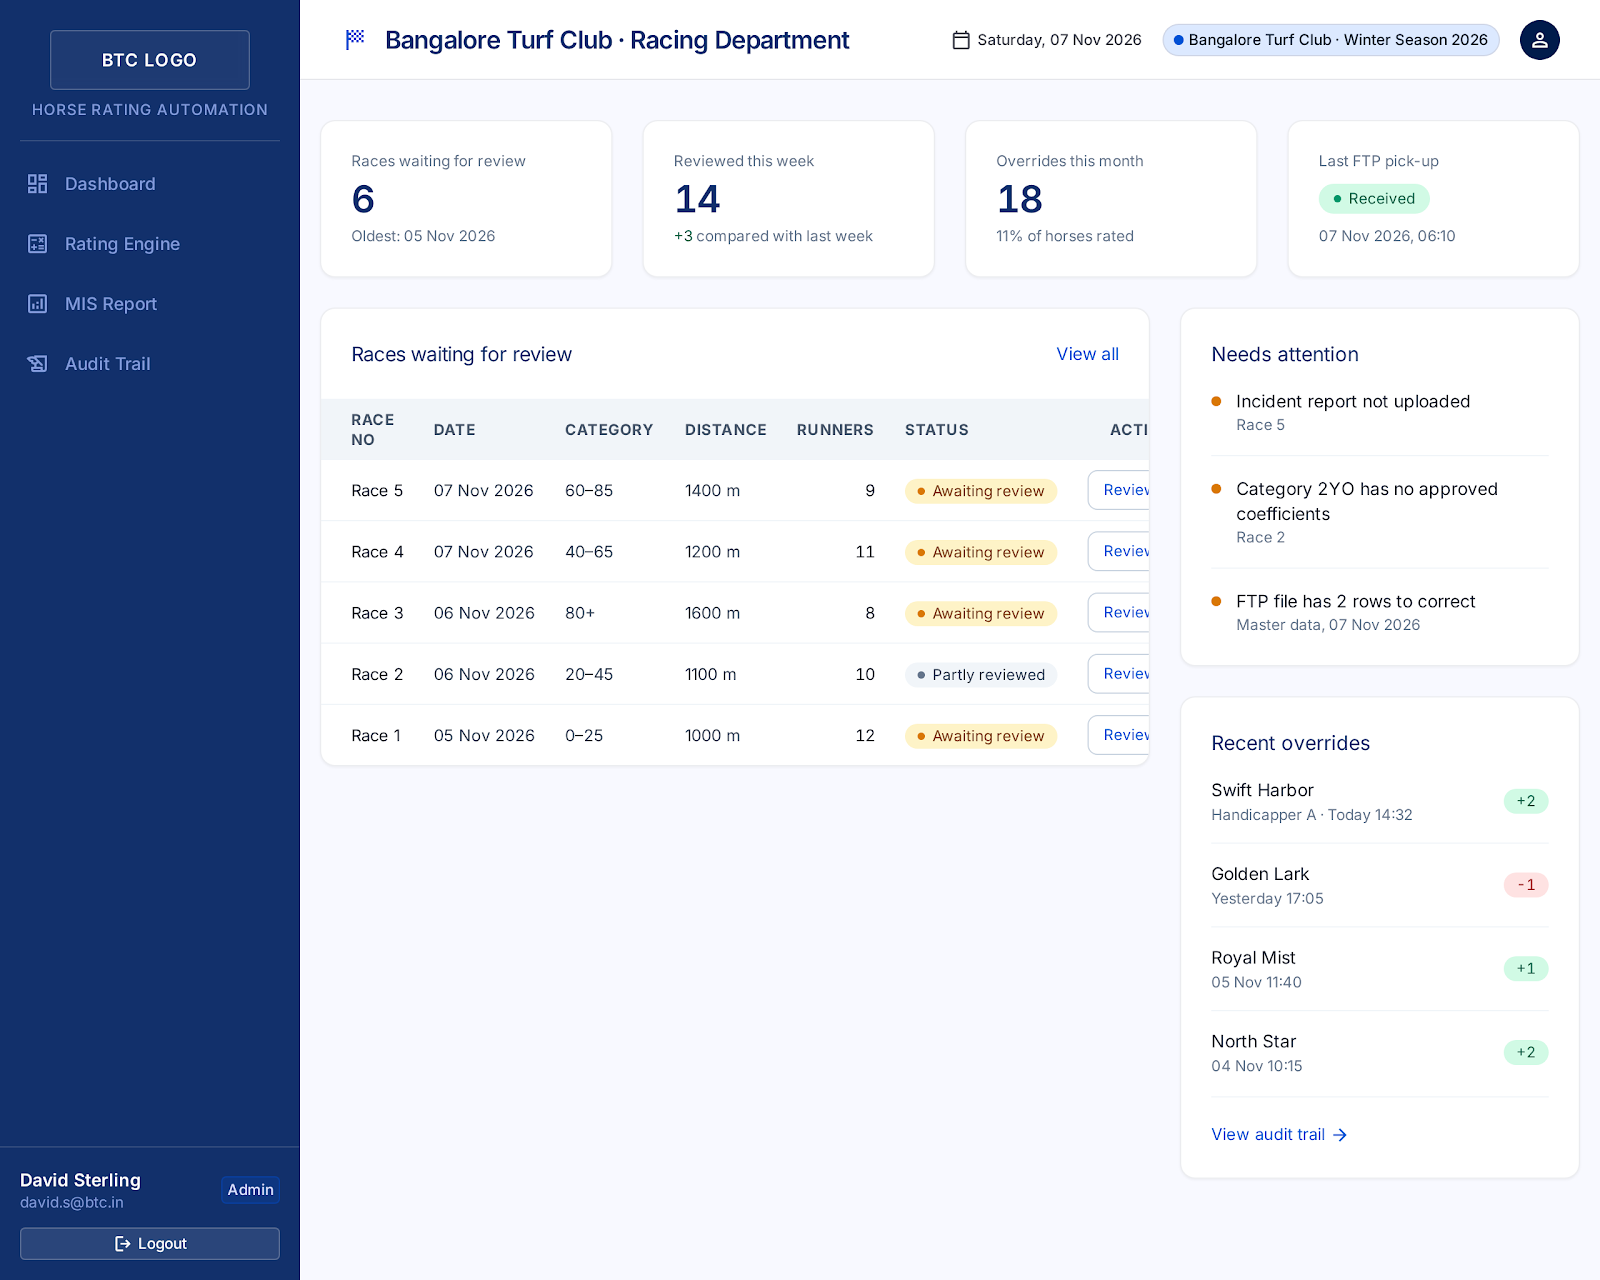 BTC LOGO
HORSE RATING AUTOMATION
Dashboard
Rating Engine
MIS Report
Audit Trail
David Sterling
david.s@btc.in
Admin
Logout
Bangalore Turf Club · Racing Department
Saturday, 07 Nov 2026
Bangalore Turf Club · Winter Season 2026
Races waiting for review
6
Oldest: 05 Nov 2026
Reviewed this week
14
+3 compared with last week
Overrides this month
18
11% of horses rated
Last FTP pick-up
Received
07 Nov 2026, 06:10
Races waiting for review
View all
RACE NO DATE CATEGORY DISTANCE RUNNERS STATUS ACTI
Race 5 07 Nov 2026 60–85 1400 m 9 Awaiting review Review
Race 4 07 Nov 2026 40–65 1200 m 11 Awaiting review Review
Race 3 06 Nov 2026 80+ 1600 m 8 Awaiting review Review
Race 2 06 Nov 2026 20–45 1100 m 10 Partly reviewed Review
Race 1 05 Nov 2026 0–25 1000 m 12 Awaiting review Review
Needs attention
Incident report not uploaded
Race 5
Category 2YO has no approved
coefficients
Race 2
FTP file has 2 rows to correct
Master data, 07 Nov 2026
Recent overrides
Swift Harbor
Handicapper A · Today 14:32
+2
Golden Lark
Yesterday 17:05
-1
Royal Mist
05 Nov 11:40
+1
North Star
04 Nov 10:15
+2
View audit trail →